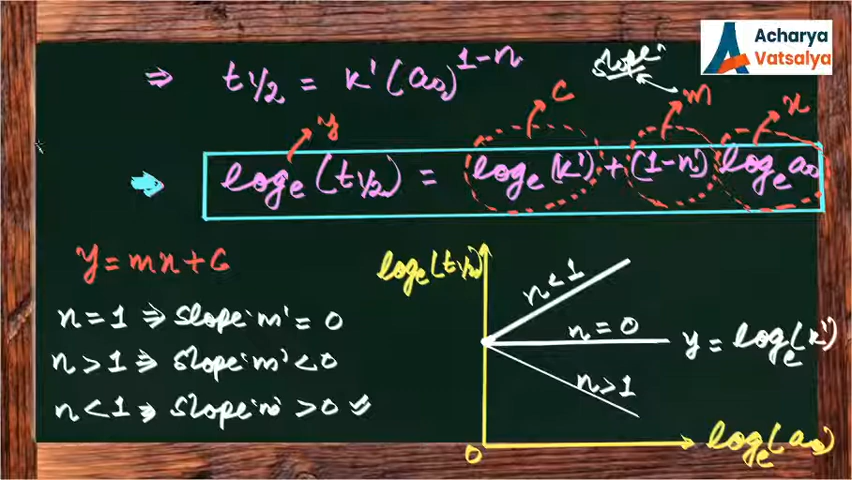 Acharya
Vatsalya
⇒ t1/2 = k'(a0)^1-n
slope'
y
c
m
x
⇒ loge(t1/2) = loge(k') + (1-n) loge a0
y = mx + c
n = 1 ⇒ slope 'm' = 0
n > 1 ⇒ slope 'm' < 0
n < 1 ⇒ slope 'm' > 0
loge(t1/2)
n < 1
n = 0
y = loge(k')
n > 1
0
loge(a0)